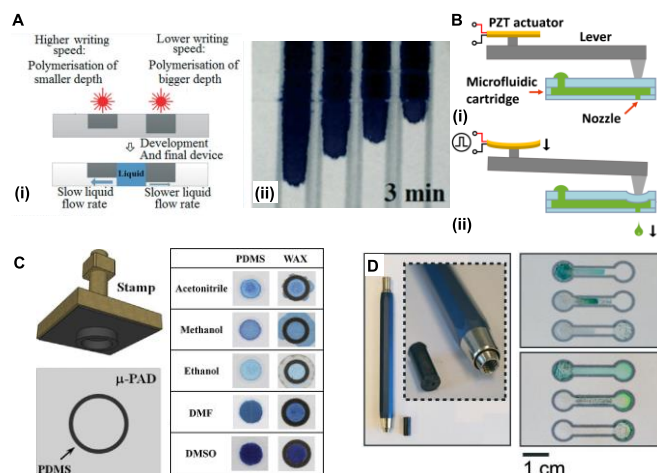 A
Higher writing
speed:
Polymerisation of
smaller depth
Lower writing
speed:
Polymerisation of
bigger depth
Development
And final device
Liquid
Slow liquid
flow rate
Slower liquid
flow rate
(i)
(ii)
3 min
B
PZT actuator
Lever
Microfluidic
cartridge
Nozzle
(i)
(ii)
C
Stamp
μ-PAD
PDMS
PDMS WAX
Acetonitrile
Methanol
Ethanol
DMF
DMSO
D
1 cm